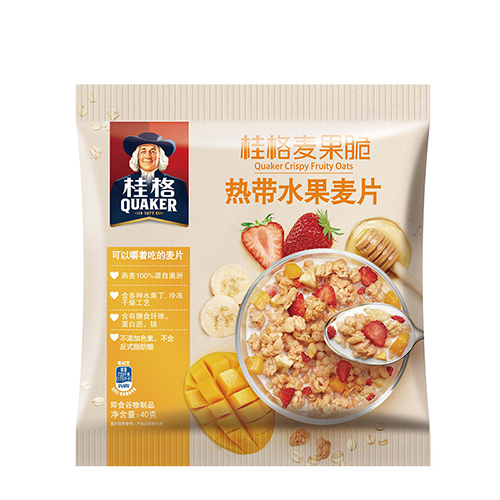 桂格
QUAKER
1877
桂格麦果脆
Quaker Crispy Fruity Oats
热带水果麦片
可以嚼着吃的麦片
燕麦100%源自澳洲
含多种水果丁, 冷冻
干燥工艺
含有膳食纤维、
蛋白质、镁
不添加色素、不含
反式脂肪酸
即食谷物制品
净含量: 40克